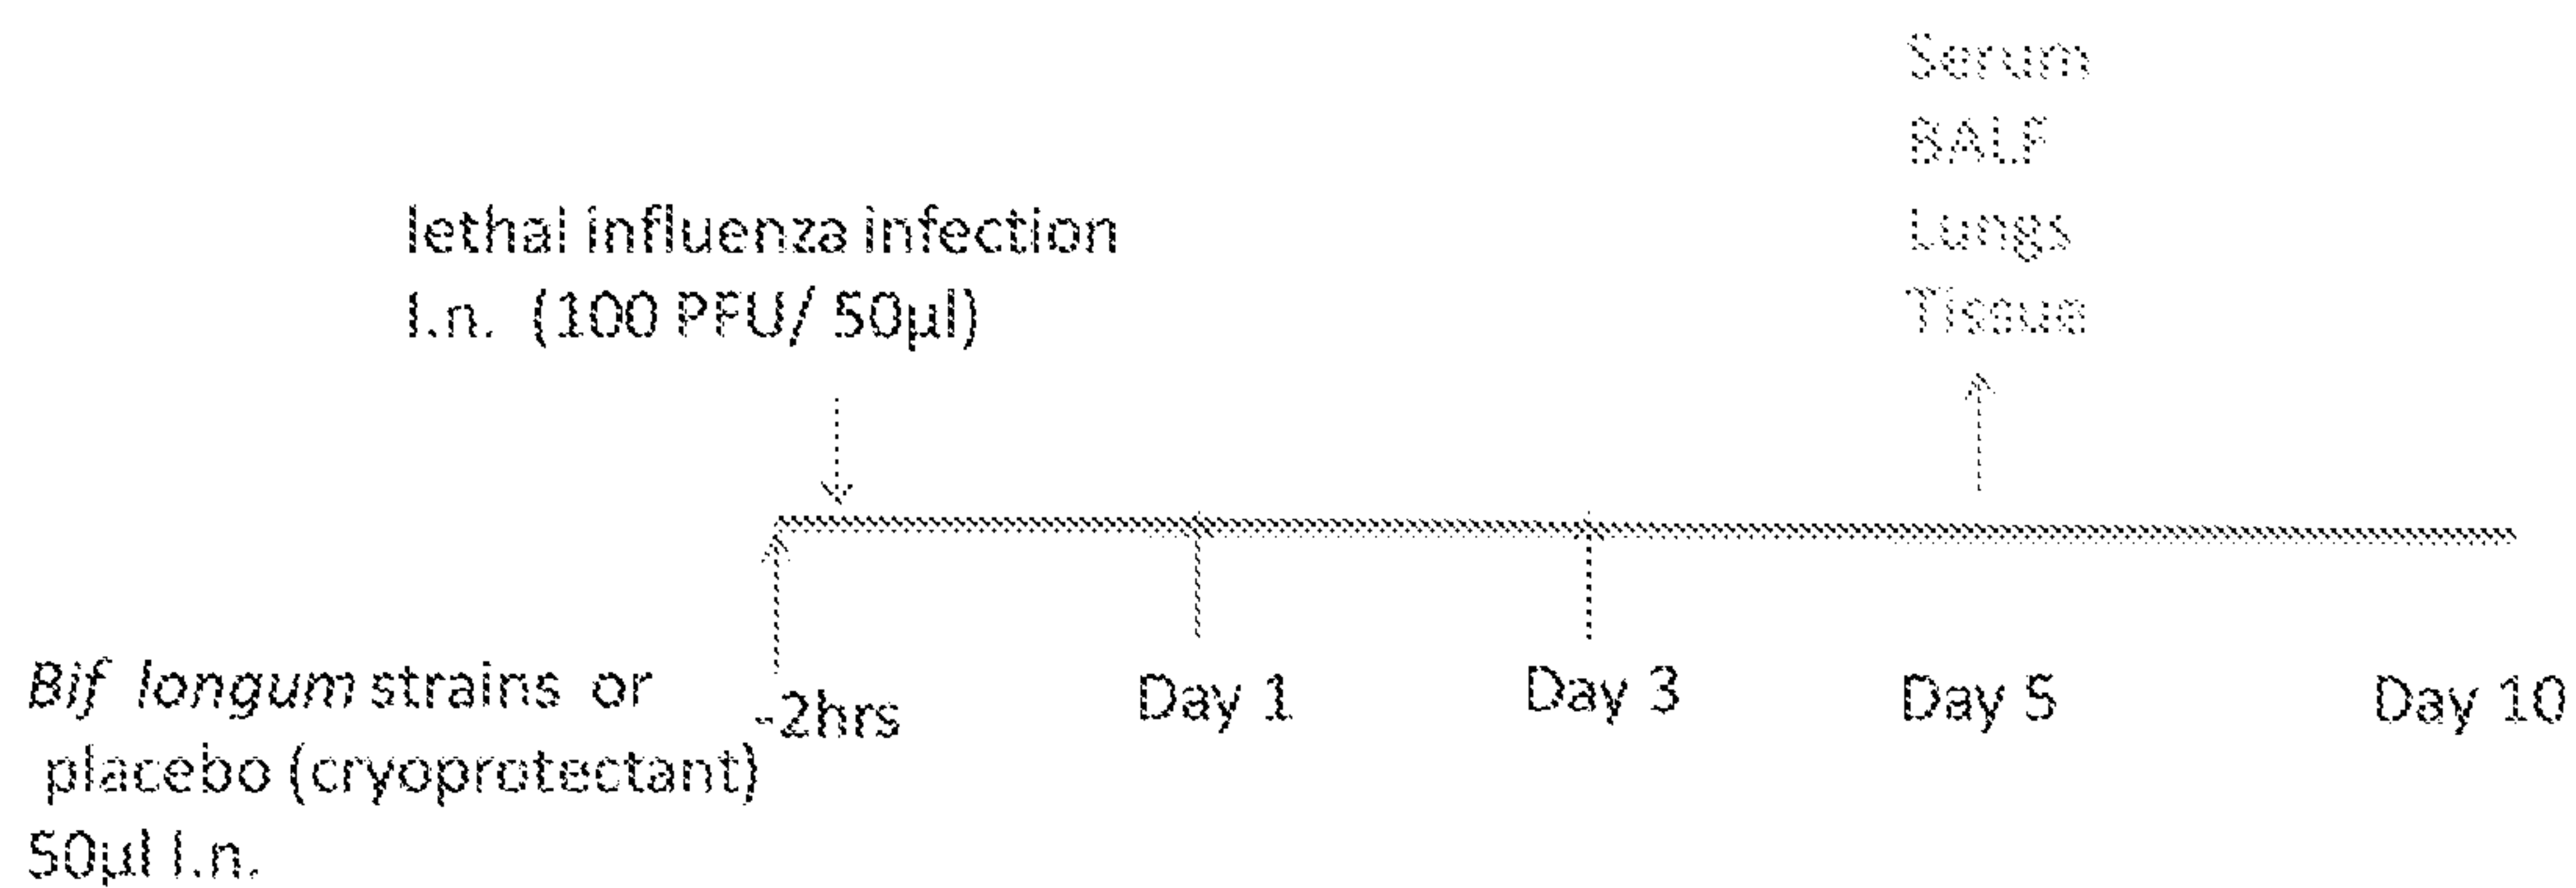 Serum
BALF
Lungs
Tissue
lethal influenza infection
I.n. (100 PFU/ 50µl)
Bif longum strains or
placebo (cryoprotectant)
50µl I.n.
-2hrs
Day 1
Day 3
Day 5
Day 10